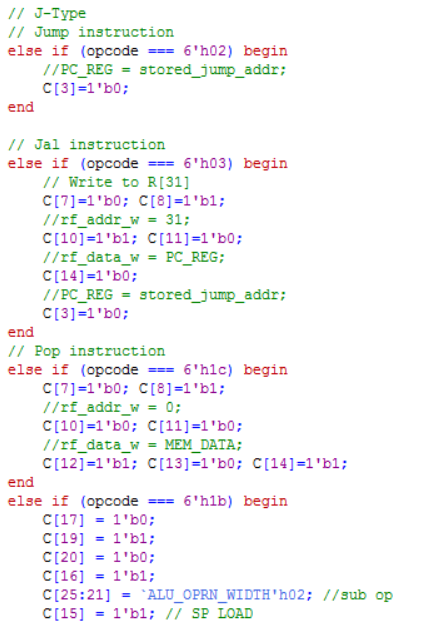 // J-Type
// Jump instruction
else if (opcode === 6'h02) begin
    //PC_REG = stored_jump_addr;
    C[3]=1'b0;
end

// Jal instruction
else if (opcode === 6'h03) begin
    // Write to R[31]
    C[7]=1'b0; C[8]=1'b1;
    //rf_addr_w = 31;
    C[10]=1'b1; C[11]=1'b0;
    //rf_data_w = PC_REG;
    C[14]=1'b0;
    //PC_REG = stored_jump_addr;
    C[3]=1'b0;
end
// Pop instruction
else if (opcode === 6'h1c) begin
    C[7]=1'b0; C[8]=1'b1;
    //rf_addr_w = 0;
    C[10]=1'b0; C[11]=1'b0;
    //rf_data_w = MEM_DATA;
    C[12]=1'b1; C[13]=1'b0; C[14]=1'b1;
end
else if (opcode === 6'h1b) begin
    C[17] = 1'b0;
    C[19] = 1'b1;
    C[20] = 1'b0;
    C[16] = 1'b1;
    C[25:21] = `ALU_OPRN_WIDTH'h02; //sub op
    C[15] = 1'b1; // SP LOAD